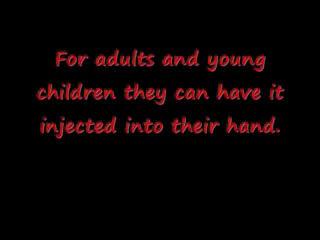 For adults and young
children they can have it
injected into their hand.